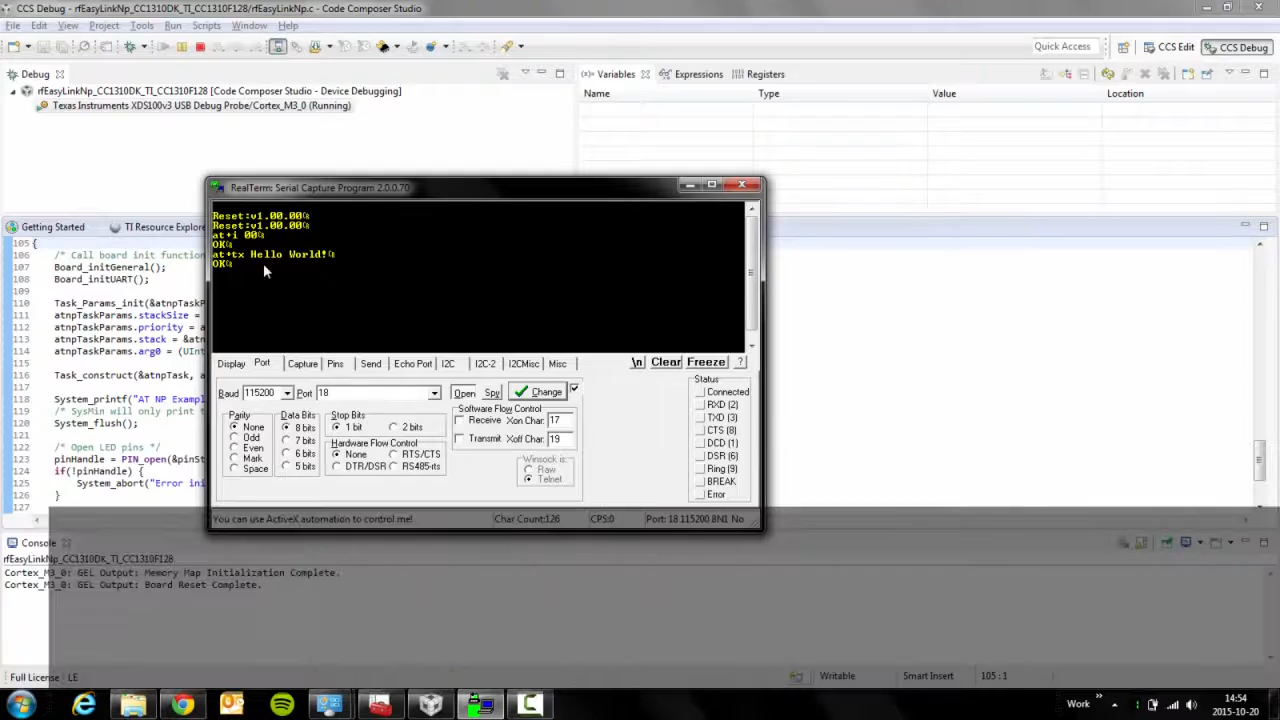 CCS Debug - rfEasyLinkNp_CC1310DK_TI_CC1310F128/rfEasyLinkNp.c - Code Composer Studio
File Edit View Project Tools Run Scripts Window Help
Quick Access CCS Edit CCS Debug
Debug
rfEasyLinkNp_CC1310DK_TI_CC1310F128 [Code Composer Studio - Device Debugging]
Texas Instruments XDS100v3 USB Debug Probe/Cortex_M3_0 (Running)
(x)= Variables Expressions Registers
Name Type Value Location
Getting Started TI Resource Explore
105 {
106 /* Call board init function
107 Board_initGeneral();
108 Board_initUART();
110 Task_Params_init(&atnpTaskP
111 atnpTaskParams.stackSize =
112 atnpTaskParams.priority =
113 atnpTaskParams.stack = &
114 atnpTaskParams.arg0 = (UIn
116 Task_construct(&atnpTask,
118 System_printf("AT NP Example
119 /* SysMin will only print t
120 System_flush();
122 /* Open LED pins */
123 pinHandle = PIN_open(&pinSt
124 if(!pinHandle) {
125 System_abort("Error ini
126 }
127
RealTerm: Serial Capture Program 2.0.0.70
Reset:v1.00.00
Reset:v1.00.00
at+i 00
OK
at+tx Hello World!
OK
Display Port Capture Pins Send Echo Port I2C I2C-2 I2CMisc Misc \n Clear Freeze ?
Baud 115200 Port 18 Open Spy Change
Parity
None
Odd
Even
Mark
Space
Data Bits
8 bits
7 bits
6 bits
5 bits
Stop Bits
1 bit 2 bits
Hardware Flow Control
None RTS/CTS
DTR/DSR RS485-rts
Software Flow Control
Receive Xon Char: 17
Transmit Xoff Char: 19
Winsock is:
Raw
Telnet
Status
Connected
RXD (2)
TXD (3)
CTS (8)
DCD (1)
DSR (6)
Ring (9)
BREAK
Error
You can use ActiveX automation to control me! Char Count:126 CPS:0 Port: 18 115200 8N1 No
Console
rfEasyLinkNp_CC1310DK_TI_CC1310F128
Cortex_M3_0: GEL Output: Memory Map Initialization Complete.
Cortex_M3_0: GEL Output: Board Reset Complete.
Full License LE Writable Smart Insert 105 : 1
Work
14:54
2015-10-20